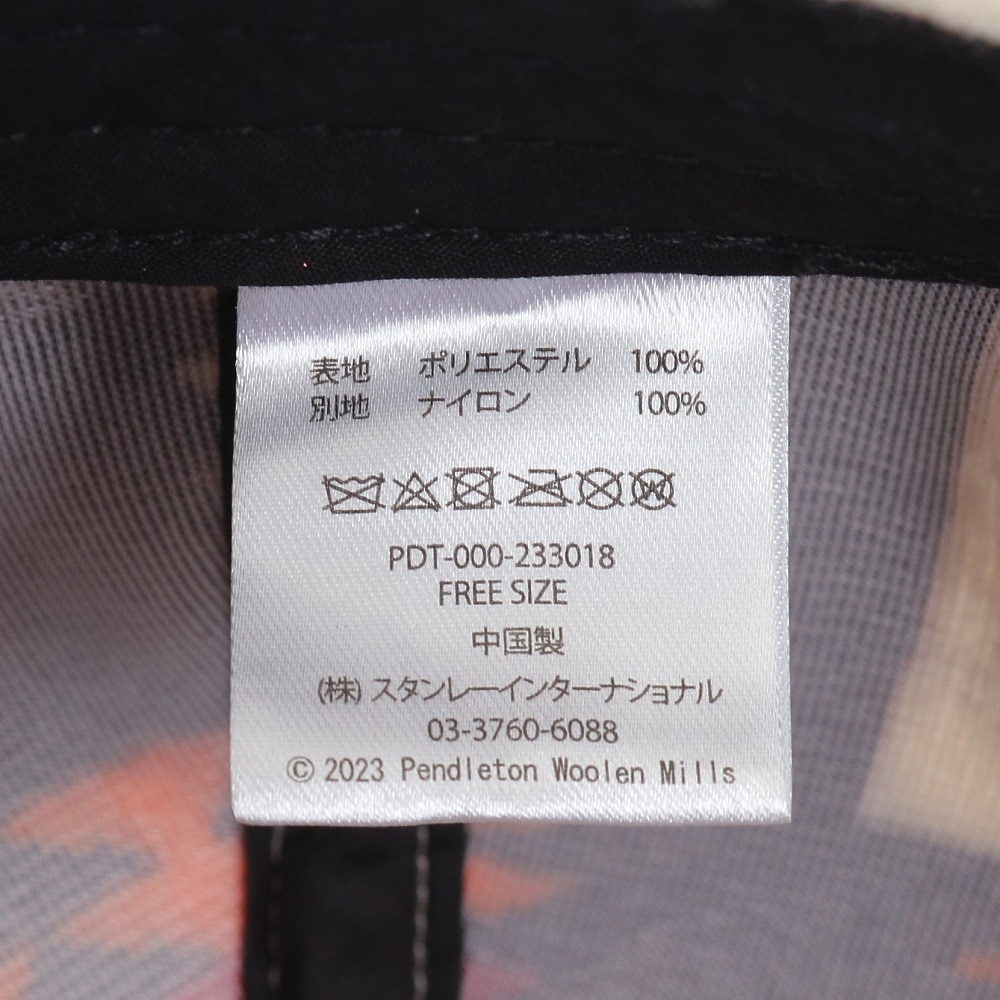 表地 ポリエステル 100%
別地 ナイロン 100%
PDT-000-233018
FREE SIZE
中国製
(株) スタンレーインターナショナル
03-3760-6088
© 2023 Pendleton Woolen Mills